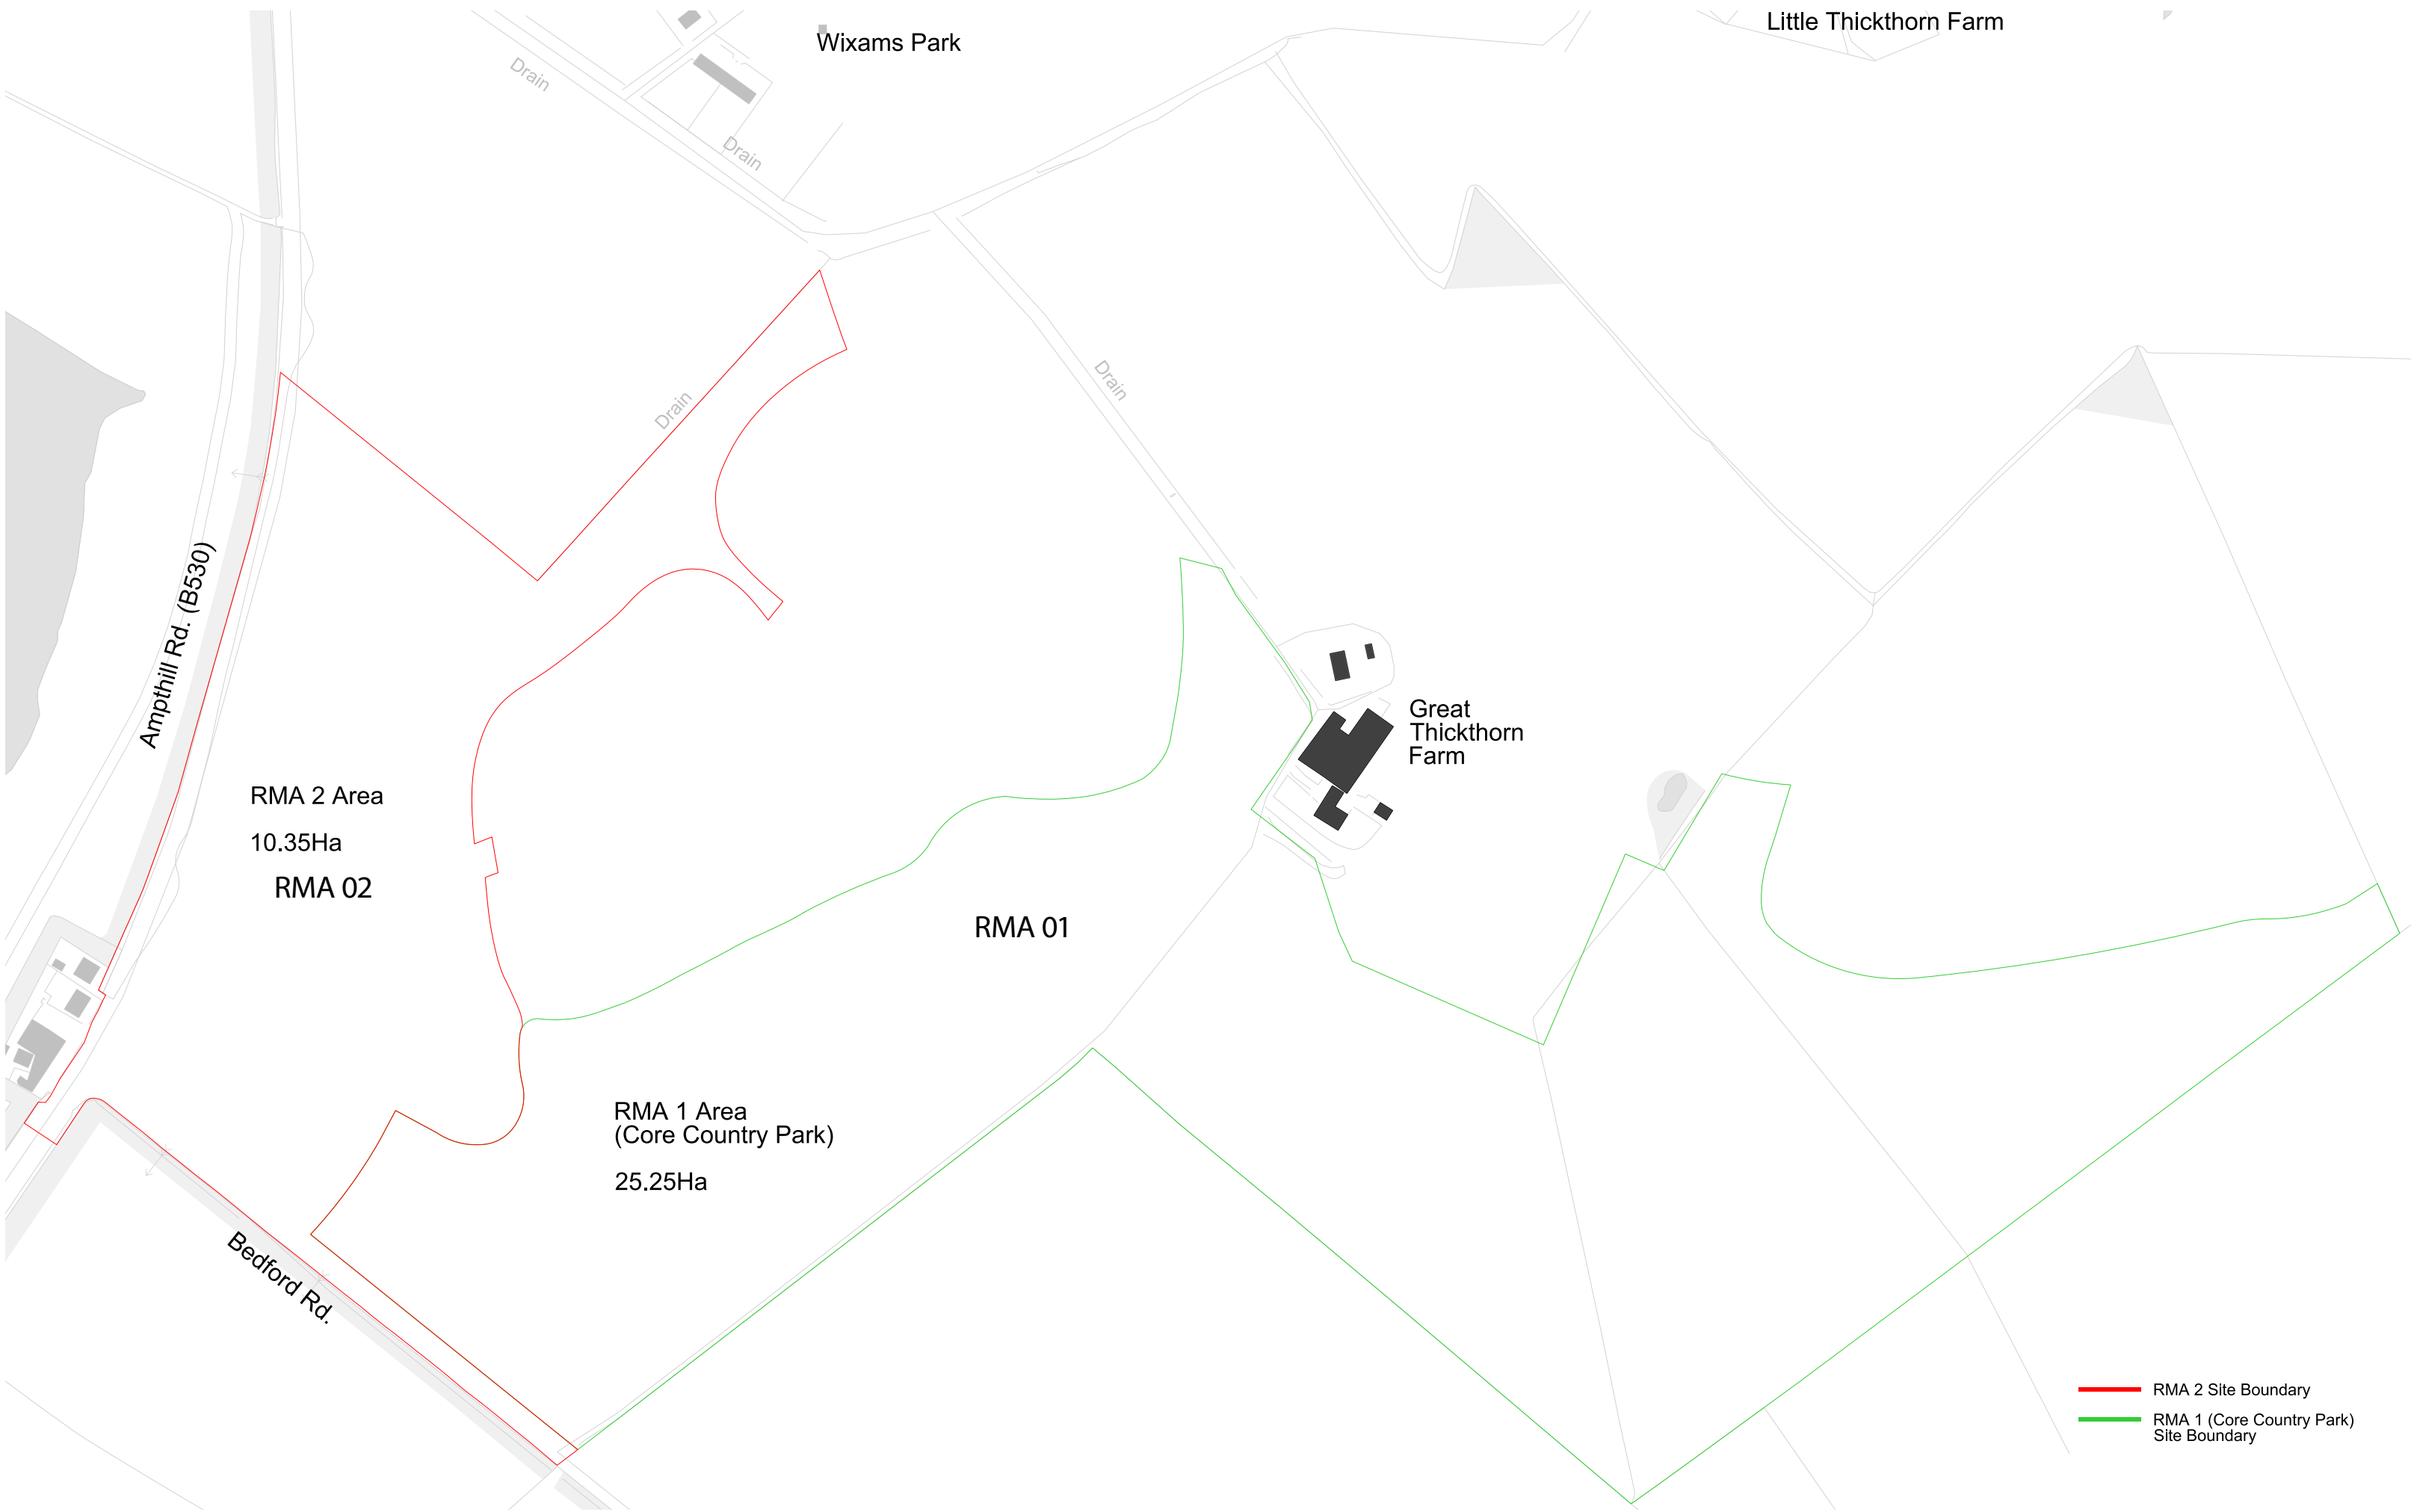 Little Thickthorn Farm
Wixams Park
Drain
Drain
Drain
Drain
Ampthill Rd. (B530)
Great
Thickthorn
Farm
RMA 2 Area
10.35Ha
RMA 02
RMA 01
RMA 1 Area
(Core Country Park)
25.25Ha
Bedford Rd.
RMA 2 Site Boundary
RMA 1 (Core Country Park)
Site Boundary